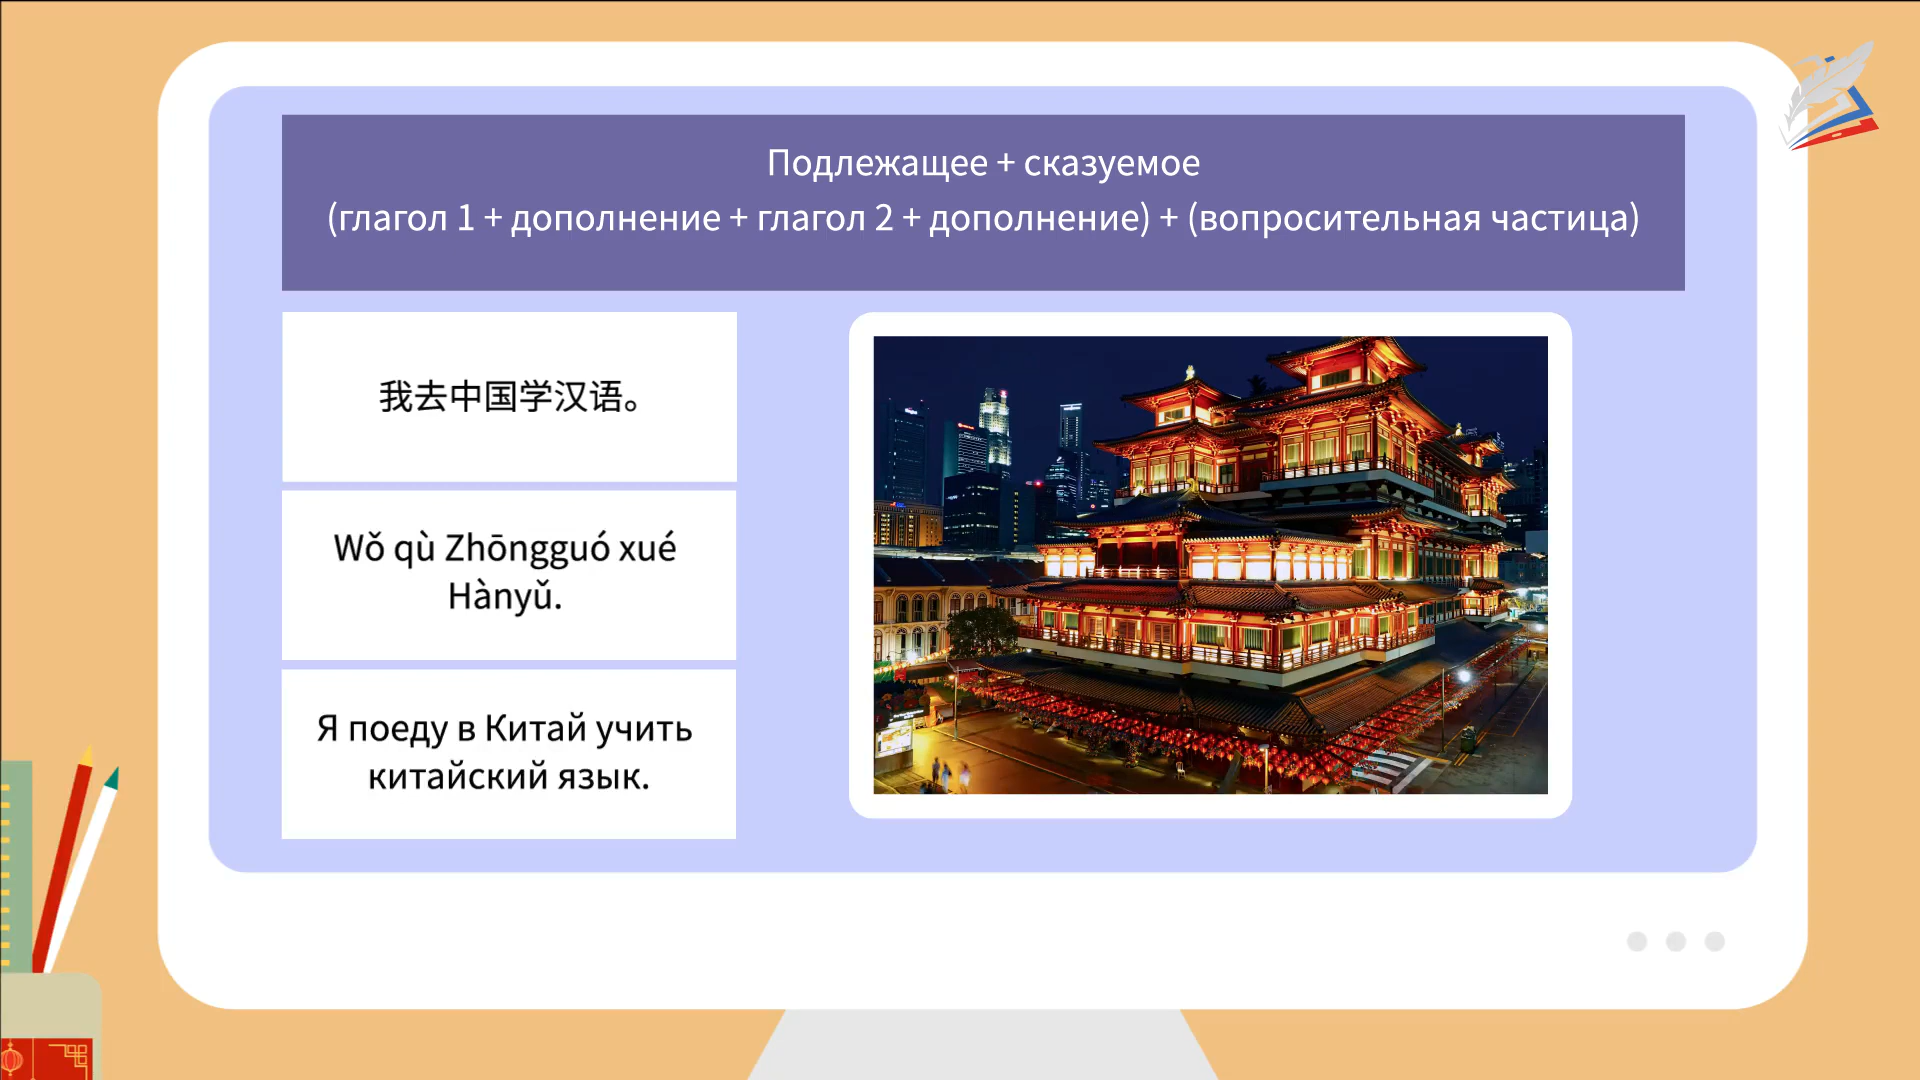 Подлежащее + сказуемое
(глагол 1 + дополнение + глагол 2 + дополнение) + (вопросительная частица)
我去中国学汉语。
Wǒ qù Zhōngguó xué
Hànyǔ.
Я поеду в Китай учить
китайский язык.